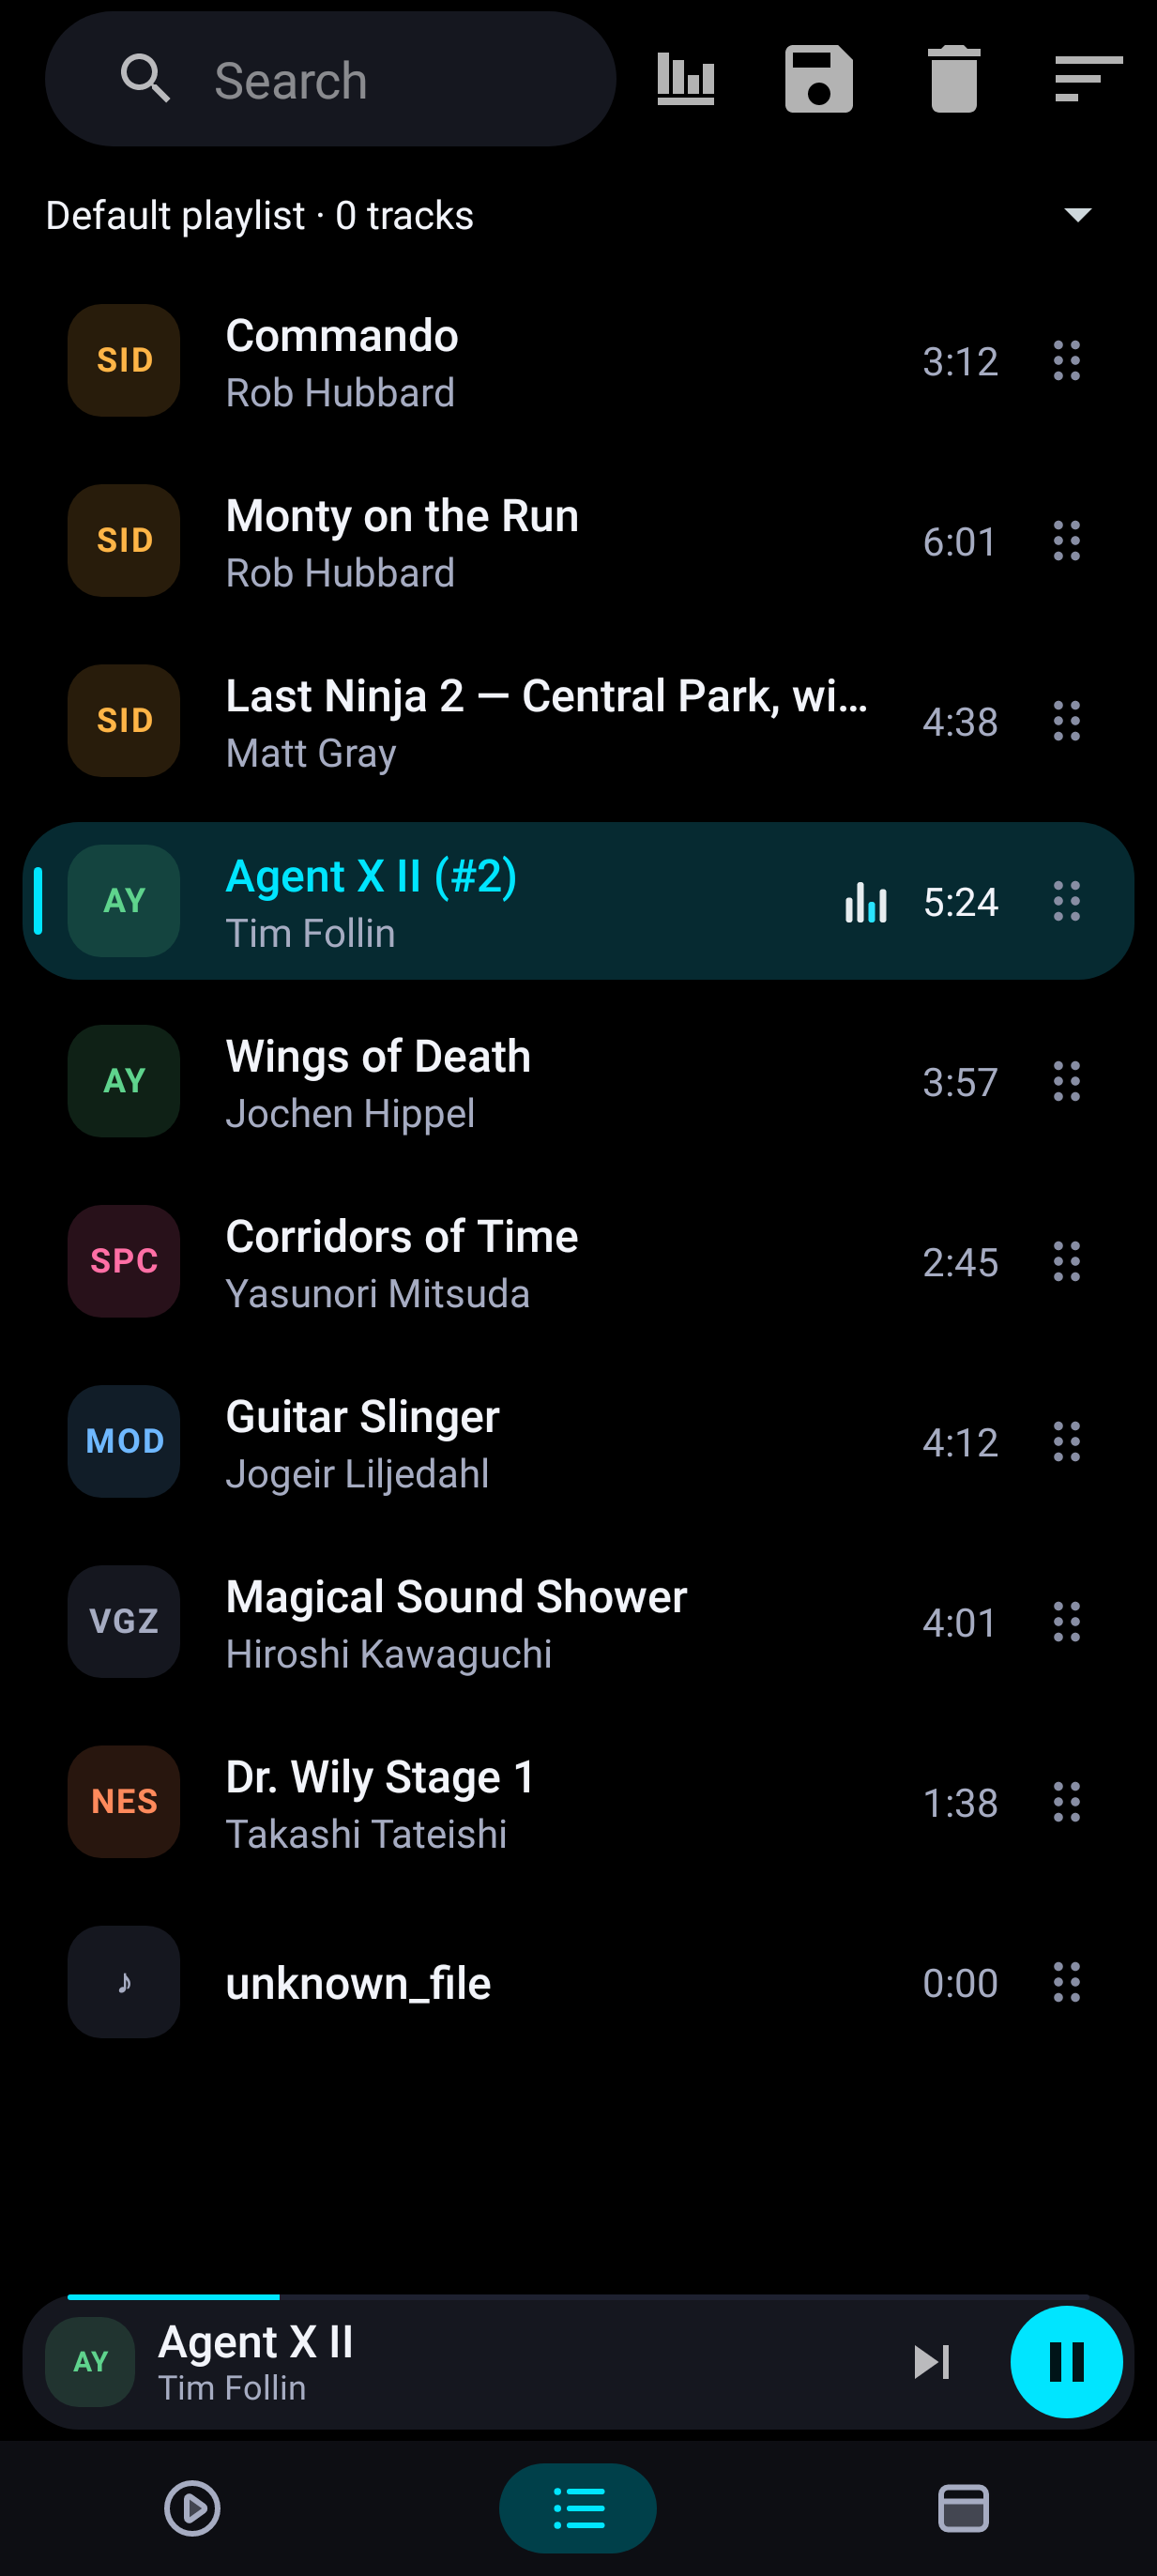 Search
Default playlist · 0 tracks
SID
Commando
Rob Hubbard
3:12
SID
Monty on the Run
Rob Hubbard
6:01
SID
Last Ninja 2 — Central Park, wi...
Matt Gray
4:38
AY
Agent X II (#2)
Tim Follin
5:24
AY
Wings of Death
Jochen Hippel
3:57
SPC
Corridors of Time
Yasunori Mitsuda
2:45
MOD
Guitar Slinger
Jogeir Liljedahl
4:12
VGZ
Magical Sound Shower
Hiroshi Kawaguchi
4:01
NES
Dr. Wily Stage 1
Takashi Tateishi
1:38
♪
unknown_file
0:00
AY
Agent X II
Tim Follin